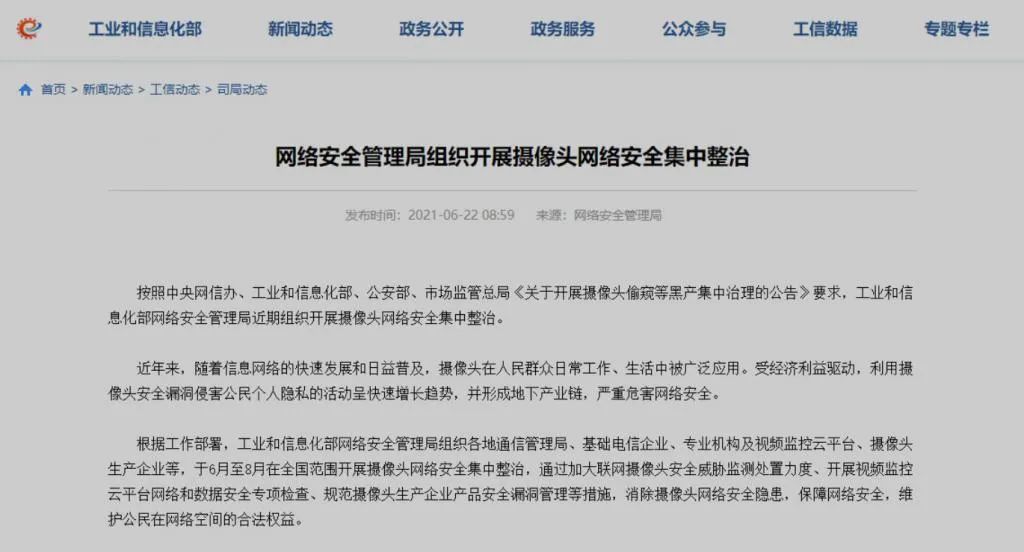 工业和信息化部 新闻动态 政务公开 政务服务 公众参与 工信数据 专题专栏
首页 > 新闻动态 > 工信动态 > 司局动态
网络安全管理局组织开展摄像头网络安全集中整治
发布时间：2021-06-22 08:59 来源：网络安全管理局
按照中央网信办、工业和信息化部、公安部、市场监管总局《关于开展摄像头偷窥等黑产集中治理的公告》要求，工业和信
息化部网络安全管理局近期组织开展摄像头网络安全集中整治。
近年来，随着信息网络的快速发展和日益普及，摄像头在人民群众日常工作、生活中被广泛应用。受经济利益驱动，利用摄
像头安全漏洞侵害公民个人隐私的活动呈快速增长趋势，并形成地下产业链，严重危害网络安全。
根据工作部署，工业和信息化部网络安全管理局组织各地通信管理局、基础电信企业、专业机构及视频监控云平台、摄像头
生产企业等，于6月至8月在全国范围开展摄像头网络安全集中整治，通过加大联网摄像头安全威胁监测处置力度、开展视频监控
云平台网络和数据安全专项检查、规范摄像头生产企业产品安全漏洞管理等措施，消除摄像头网络安全隐患，保障网络安全，维
护公民在网络空间的合法权益。